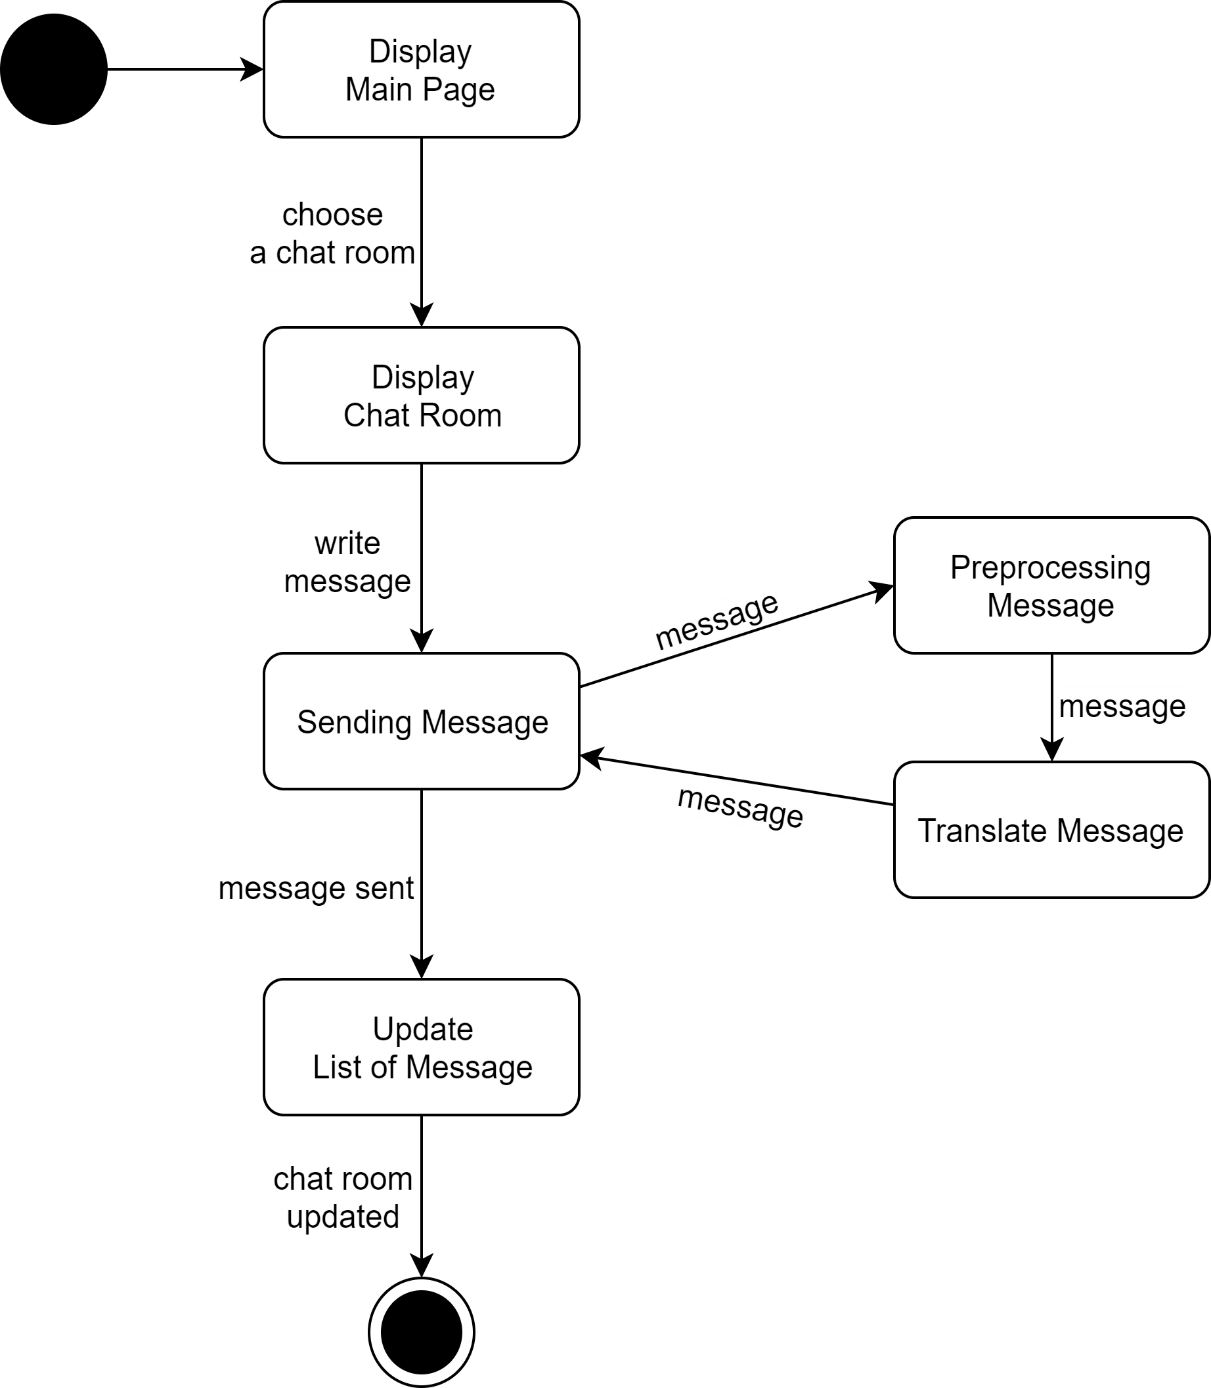 Display
Main Page
choose
a chat room
Display
Chat Room
write
message
Preprocessing
Message
message
message
Sending Message
message
Translate Message
message sent
Update
List of Message
chat room
updated